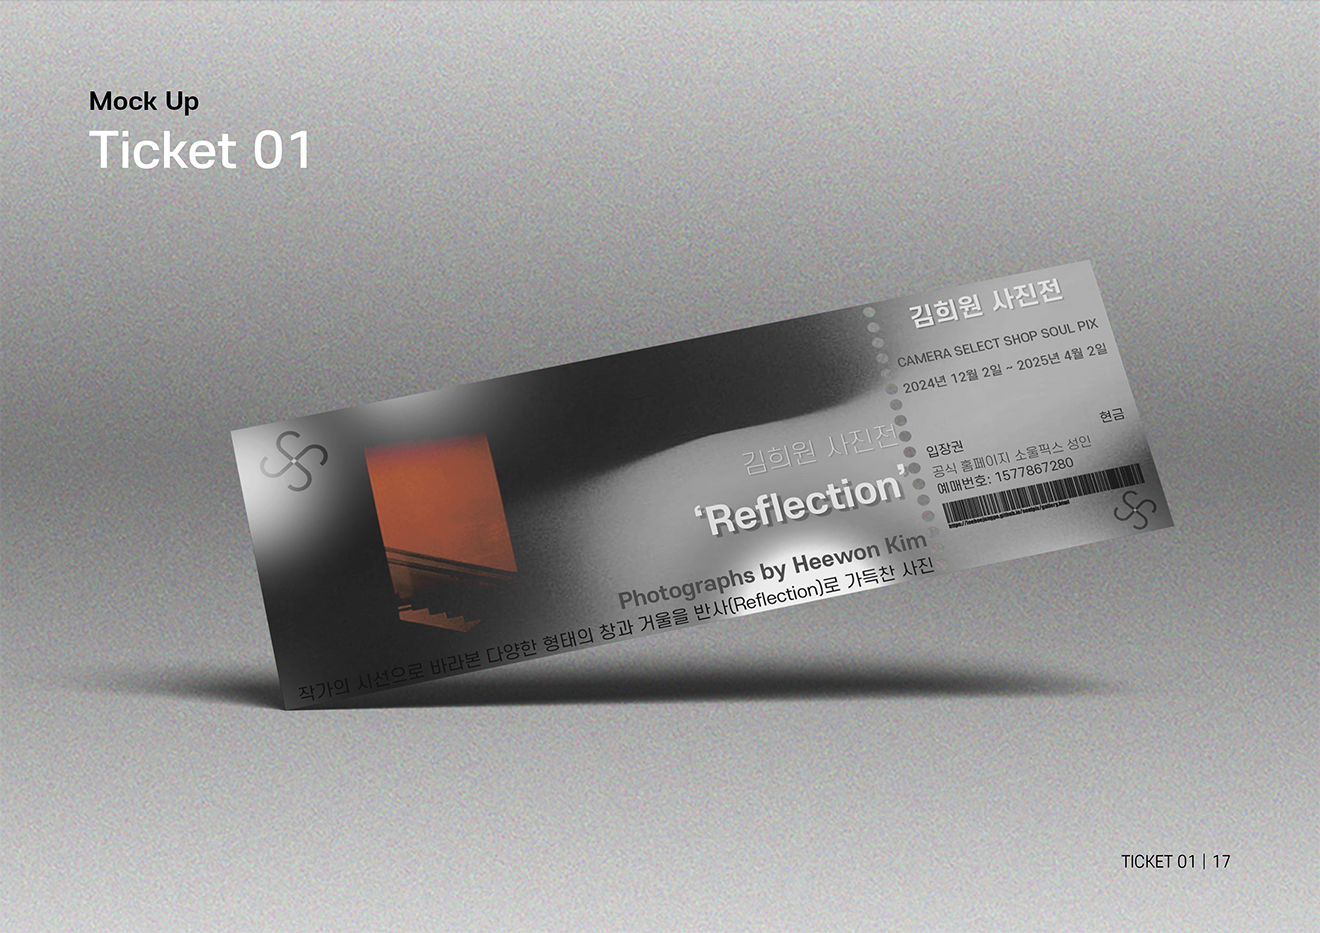 Mock Up
Ticket 01
김희원 사진전
CAMERA SELECT SHOP SOUL PIX
2024년 12월 2일 ~ 2025년 4월 2일
현금
입장권
공식 홈페이지 소울픽스 성인
예매번호: 1577867280
김희원 사진전
‘Reflection’
Photographs by Heewon Kim
작가의 시선으로 바라본 다양한 형태의 창과 거울을 반사(Reflection)로 가득찬 사진
TICKET 01 | 17